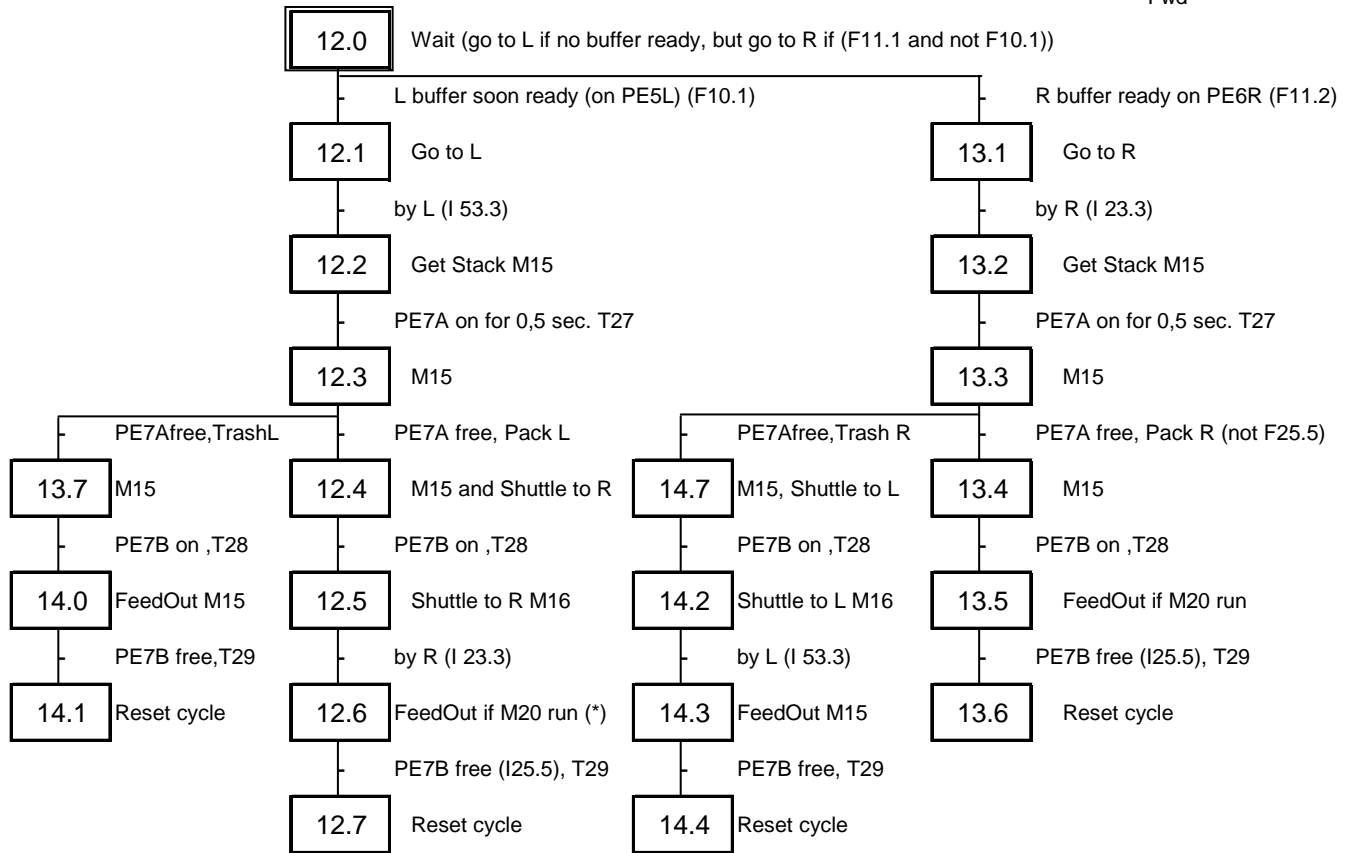 Fwd
12.0 Wait (go to L if no buffer ready, but go to R if (F11.1 and not F10.1))
L buffer soon ready (on PE5L) (F10.1) R buffer ready on PE6R (F11.2)
12.1 Go to L 13.1 Go to R
by L (I 53.3) by R (I 23.3)
12.2 Get Stack M15 13.2 Get Stack M15
PE7A on for 0,5 sec. T27 PE7A on for 0,5 sec. T27
12.3 M15 13.3 M15
PE7Afree,TrashL PE7A free, Pack L PE7Afree,Trash R PE7A free, Pack R (not F25.5)
13.7 M15 12.4 M15 and Shuttle to R 14.7 M15, Shuttle to L 13.4 M15
PE7B on ,T28 PE7B on ,T28 PE7B on ,T28 PE7B on ,T28
14.0 FeedOut M15 12.5 Shuttle to R M16 14.2 Shuttle to L M16 13.5 FeedOut if M20 run
PE7B free,T29 by R (I 23.3) by L (I 53.3) PE7B free (I25.5), T29
14.1 Reset cycle 12.6 FeedOut if M20 run (*) 14.3 FeedOut M15 13.6 Reset cycle
PE7B free (I25.5), T29 PE7B free, T29
12.7 Reset cycle 14.4 Reset cycle